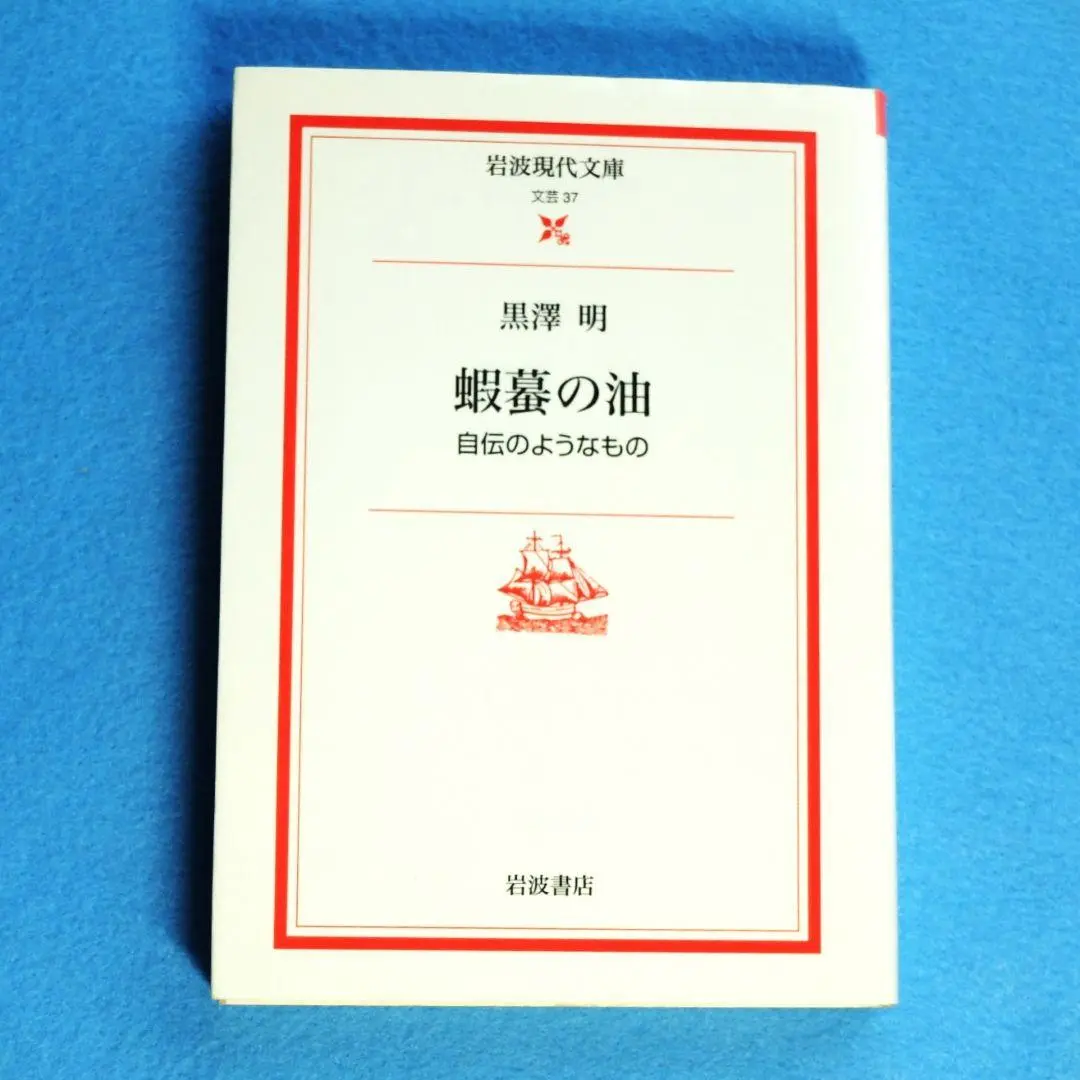 岩波現代文庫
文芸 37
黒澤 明
蝦蟇の油
自伝のようなもの
岩波書店